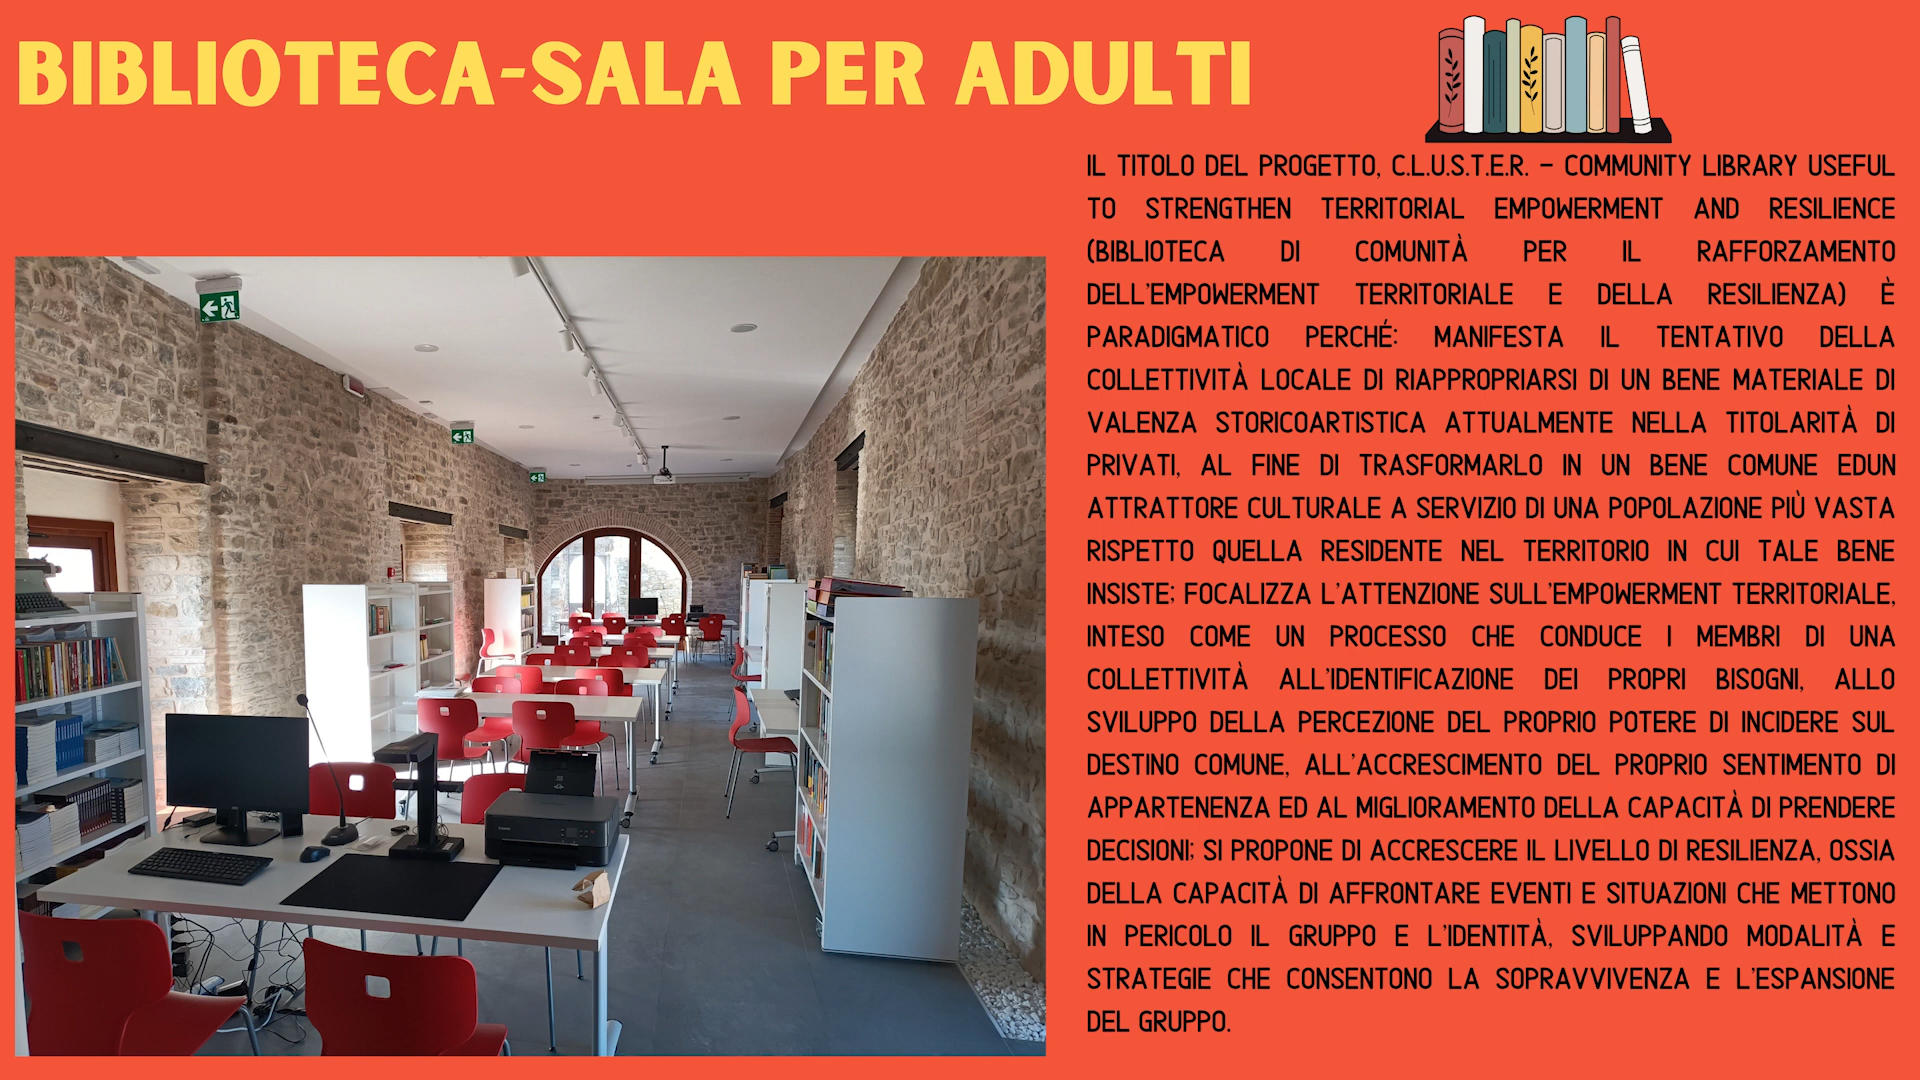 BIBLIOTECA-SALA PER ADULTI
IL TITOLO DEL PROGETTO, C.L.U.S.T.E.R. – COMMUNITY LIBRARY USEFUL
TO STRENGTHEN TERRITORIAL EMPOWERMENT AND RESILIENCE
(BIBLIOTECA DI COMUNITÀ PER IL RAFFORZAMENTO
DELL'EMPOWERMENT TERRITORIALE E DELLA RESILIENZA) È
PARADIGMATICO PERCHÉ: MANIFESTA IL TENTATIVO DELLA
COLLETTIVITÀ LOCALE DI RIAPPROPRIARSI DI UN BENE MATERIALE DI
VALENZA STORICOARTISTICA ATTUALMENTE NELLA TITOLARITÀ DI
PRIVATI, AL FINE DI TRASFORMARLO IN UN BENE COMUNE EDUN
ATTRATTORE CULTURALE A SERVIZIO DI UNA POPOLAZIONE PIÙ VASTA
RISPETTO QUELLA RESIDENTE NEL TERRITORIO IN CUI TALE BENE
INSISTE; FOCALIZZA L'ATTENZIONE SULL'EMPOWERMENT TERRITORIALE,
INTESO COME UN PROCESSO CHE CONDUCE I MEMBRI DI UNA
COLLETTIVITÀ ALL'IDENTIFICAZIONE DEI PROPRI BISOGNI, ALLO
SVILUPPO DELLA PERCEZIONE DEL PROPRIO POTERE DI INCIDERE SUL
DESTINO COMUNE, ALL'ACCRESCIMENTO DEL PROPRIO SENTIMENTO DI
APPARTENENZA ED AL MIGLIORAMENTO DELLA CAPACITÀ DI PRENDERE
DECISIONI; SI PROPONE DI ACCRESCERE IL LIVELLO DI RESILIENZA, OSSIA
DELLA CAPACITÀ DI AFFRONTARE EVENTI E SITUAZIONI CHE METTONO
IN PERICOLO IL GRUPPO E L'IDENTITÀ, SVILUPPANDO MODALITÀ E
STRATEGIE CHE CONSENTONO LA SOPRAVVIVENZA E L'ESPANSIONE
DEL GRUPPO.